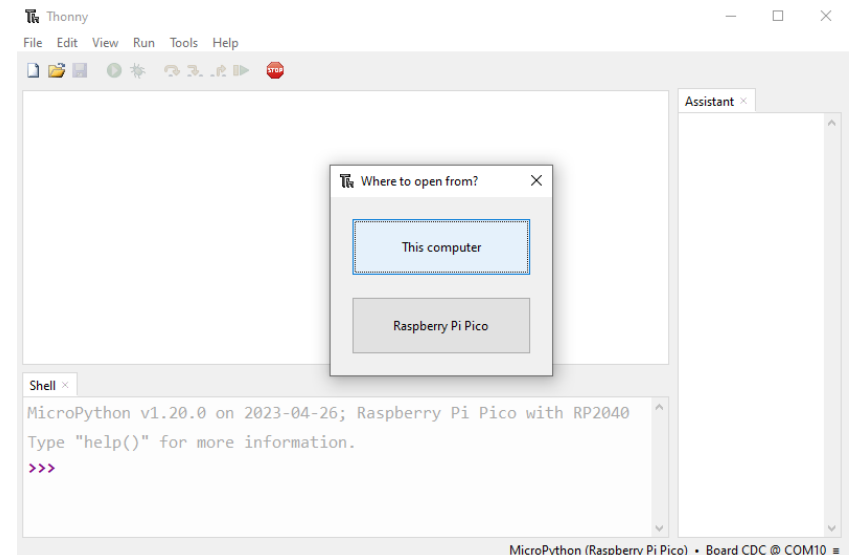 Thonny
File Edit View Run Tools Help
STOP
Assistant
Where to open from?
This computer
Raspberry Pi Pico
Shell
MicroPython v1.20.0 on 2023-04-26; Raspberry Pi Pico with RP2040
Type "help()" for more information.
>>>
MicroPython (Raspberry Pi Pico) • Board CDC @ COM10 ≡